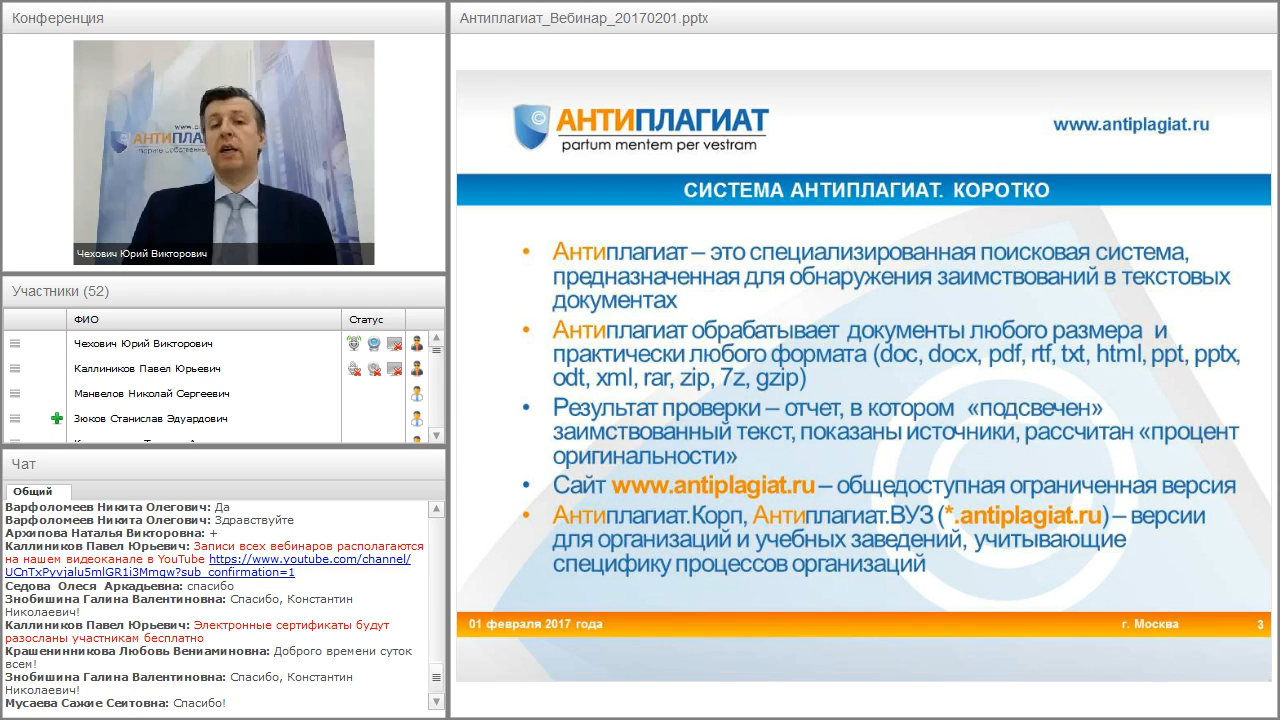 Конференция
www.
АНТИПЛА
Чехович Юрий Викторович
Участники (52)
ФИО
Статус
Чехович Юрий Викторович
Каллиников Павел Юрьевич
Манвелов Николай Сергеевич
Зюков Станислав Эдуардович
Чат
Общий
Варфоломеев Никита Олегович: Да
Варфоломеев Никита Олегович: Здравствуйте
Архипова Наталья Викторовна: +
Каллиников Павел Юрьевич: Записи всех вебинаров располагаются
на нашем видеоканале в YouTube https://www.youtube.com/channel/
UCnTxPyvjalu5mlGR1i3Mmqw?sub_confirmation=1
Седова Олеся Аркадьевна: спасибо
Знобишина Галина Валентиновна: Спасибо, Константин
Николаевич!
Каллиников Павел Юрьевич: Электронные сертификаты будут
разосланы участникам бесплатно
Крашенинникова Любовь Вениаминовна: Доброго времени суток
всем!
Знобишина Галина Валентиновна: Спасибо, Константин
Николаевич!
Мусаева Сажие Сеитовна: Спасибо!
Антиплагиат_Вебинар_20170201.pptx
АНТИПЛАГИАТ
partum mentem per vestram
www.antiplagiat.ru
СИСТЕМА АНТИПЛАГИАТ. КОРОТКО
• Антиплагиат – это специализированная поисковая система,
предназначенная для обнаружения заимствований в текстовых
документах
• Антиплагиат обрабатывает документы любого размера и
практически любого формата (doc, docx, pdf, rtf, txt, html, ppt, pptx,
odt, xml, rar, zip, 7z, gzip)
• Результат проверки – отчет, в котором «подсвечен»
заимствованный текст, показаны источники, рассчитан «процент
оригинальности»
• Сайт www.antiplagiat.ru – общедоступная ограниченная версия
• Антиплагиат.Корп, Антиплагиат.ВУЗ (*.antiplagiat.ru) – версии
для организаций и учебных заведений, учитывающие
специфику процессов организаций
01 февраля 2017 года
г. Москва
3